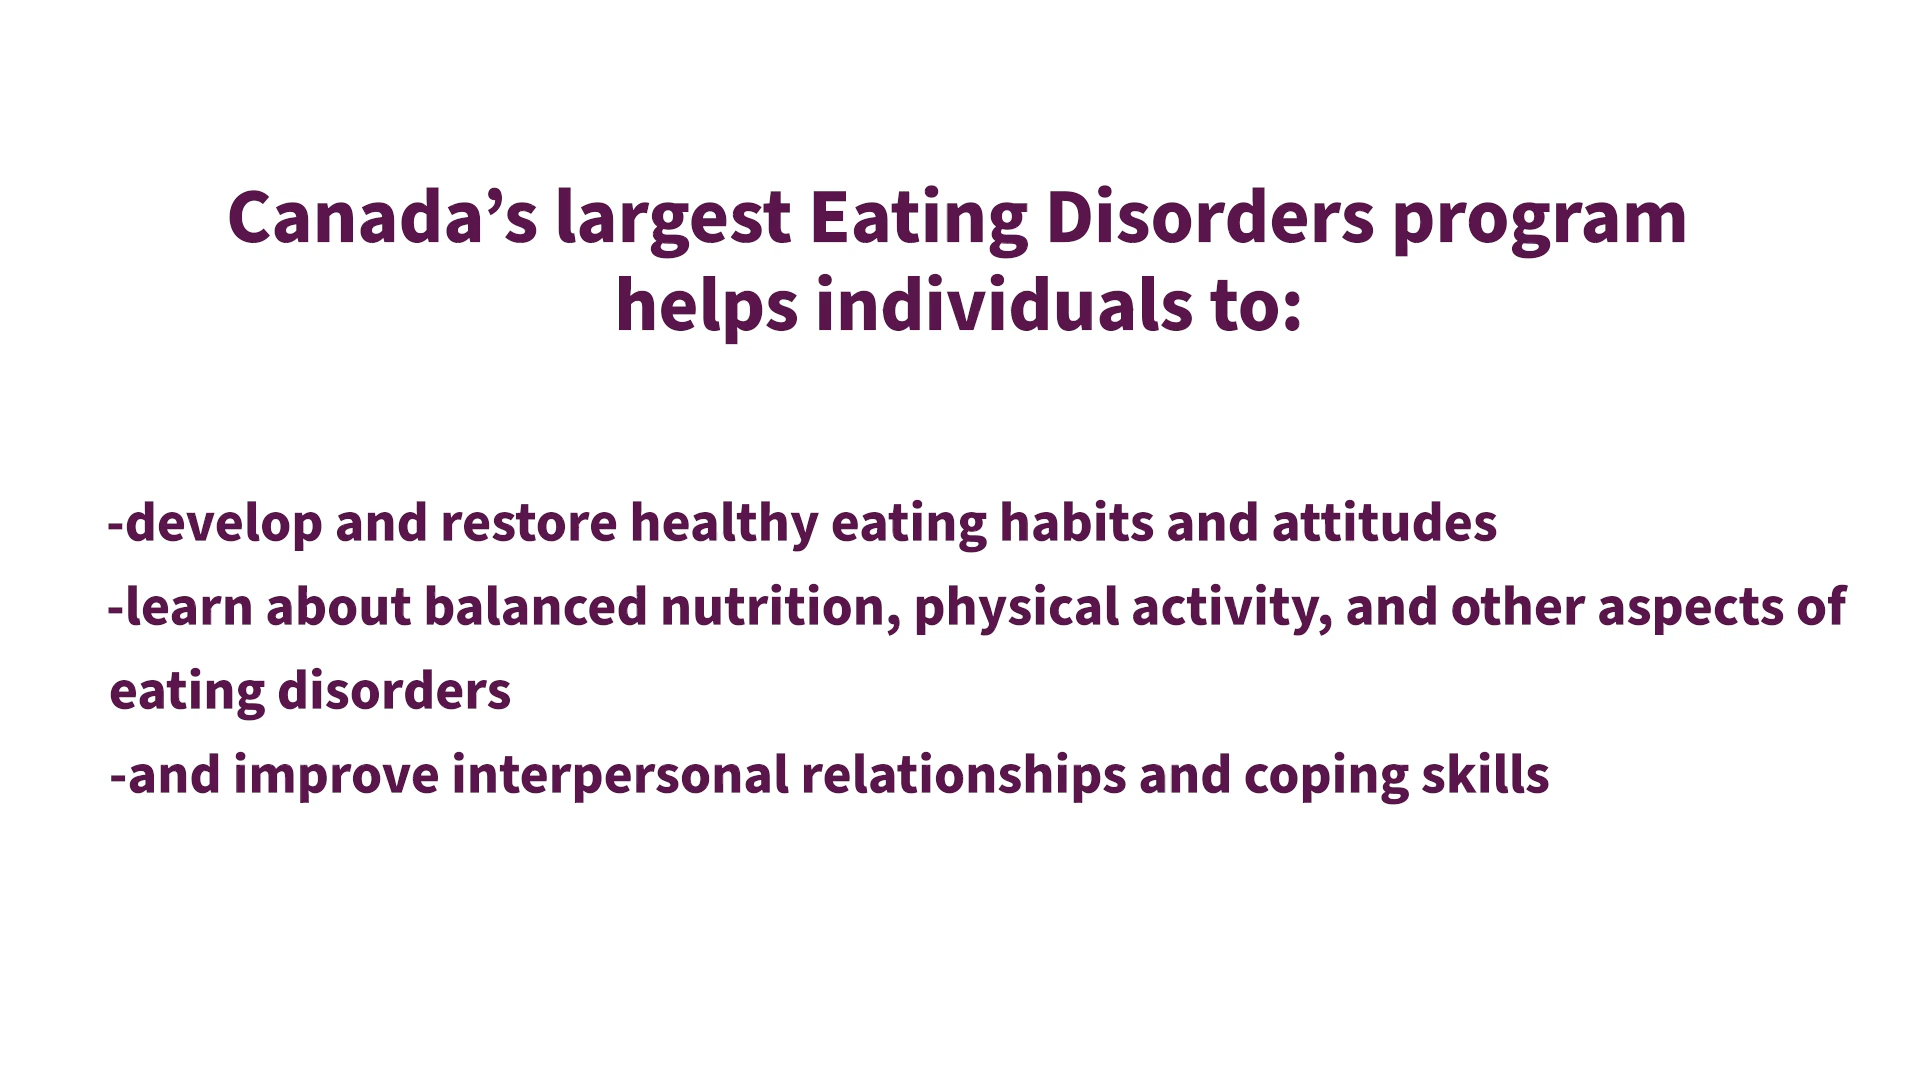 Canada’s largest Eating Disorders program
helps individuals to:
-develop and restore healthy eating habits and attitudes
-learn about balanced nutrition, physical activity, and other aspects of
eating disorders
-and improve interpersonal relationships and coping skills